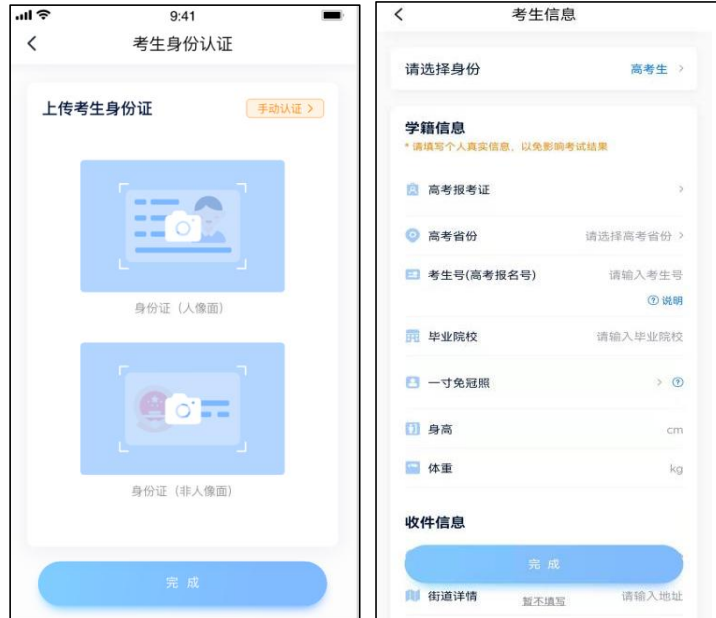 9:41
考生身份认证
上传考生身份证
手动认证 >
身份证（人像面）
身份证（非人像面）
完 成
考生信息
请选择身份 高考生 >
学籍信息
* 请填写个人真实信息，以免影响考试结果
高考报考证 >
高考省份 请选择高考省份 >
考生号(高考报名号) 请输入考生号
? 说明
毕业院校 请输入毕业院校
一寸免冠照 > ?
身高 cm
体重 kg
收件信息
完 成
街道详情 请输入地址
暂不填写